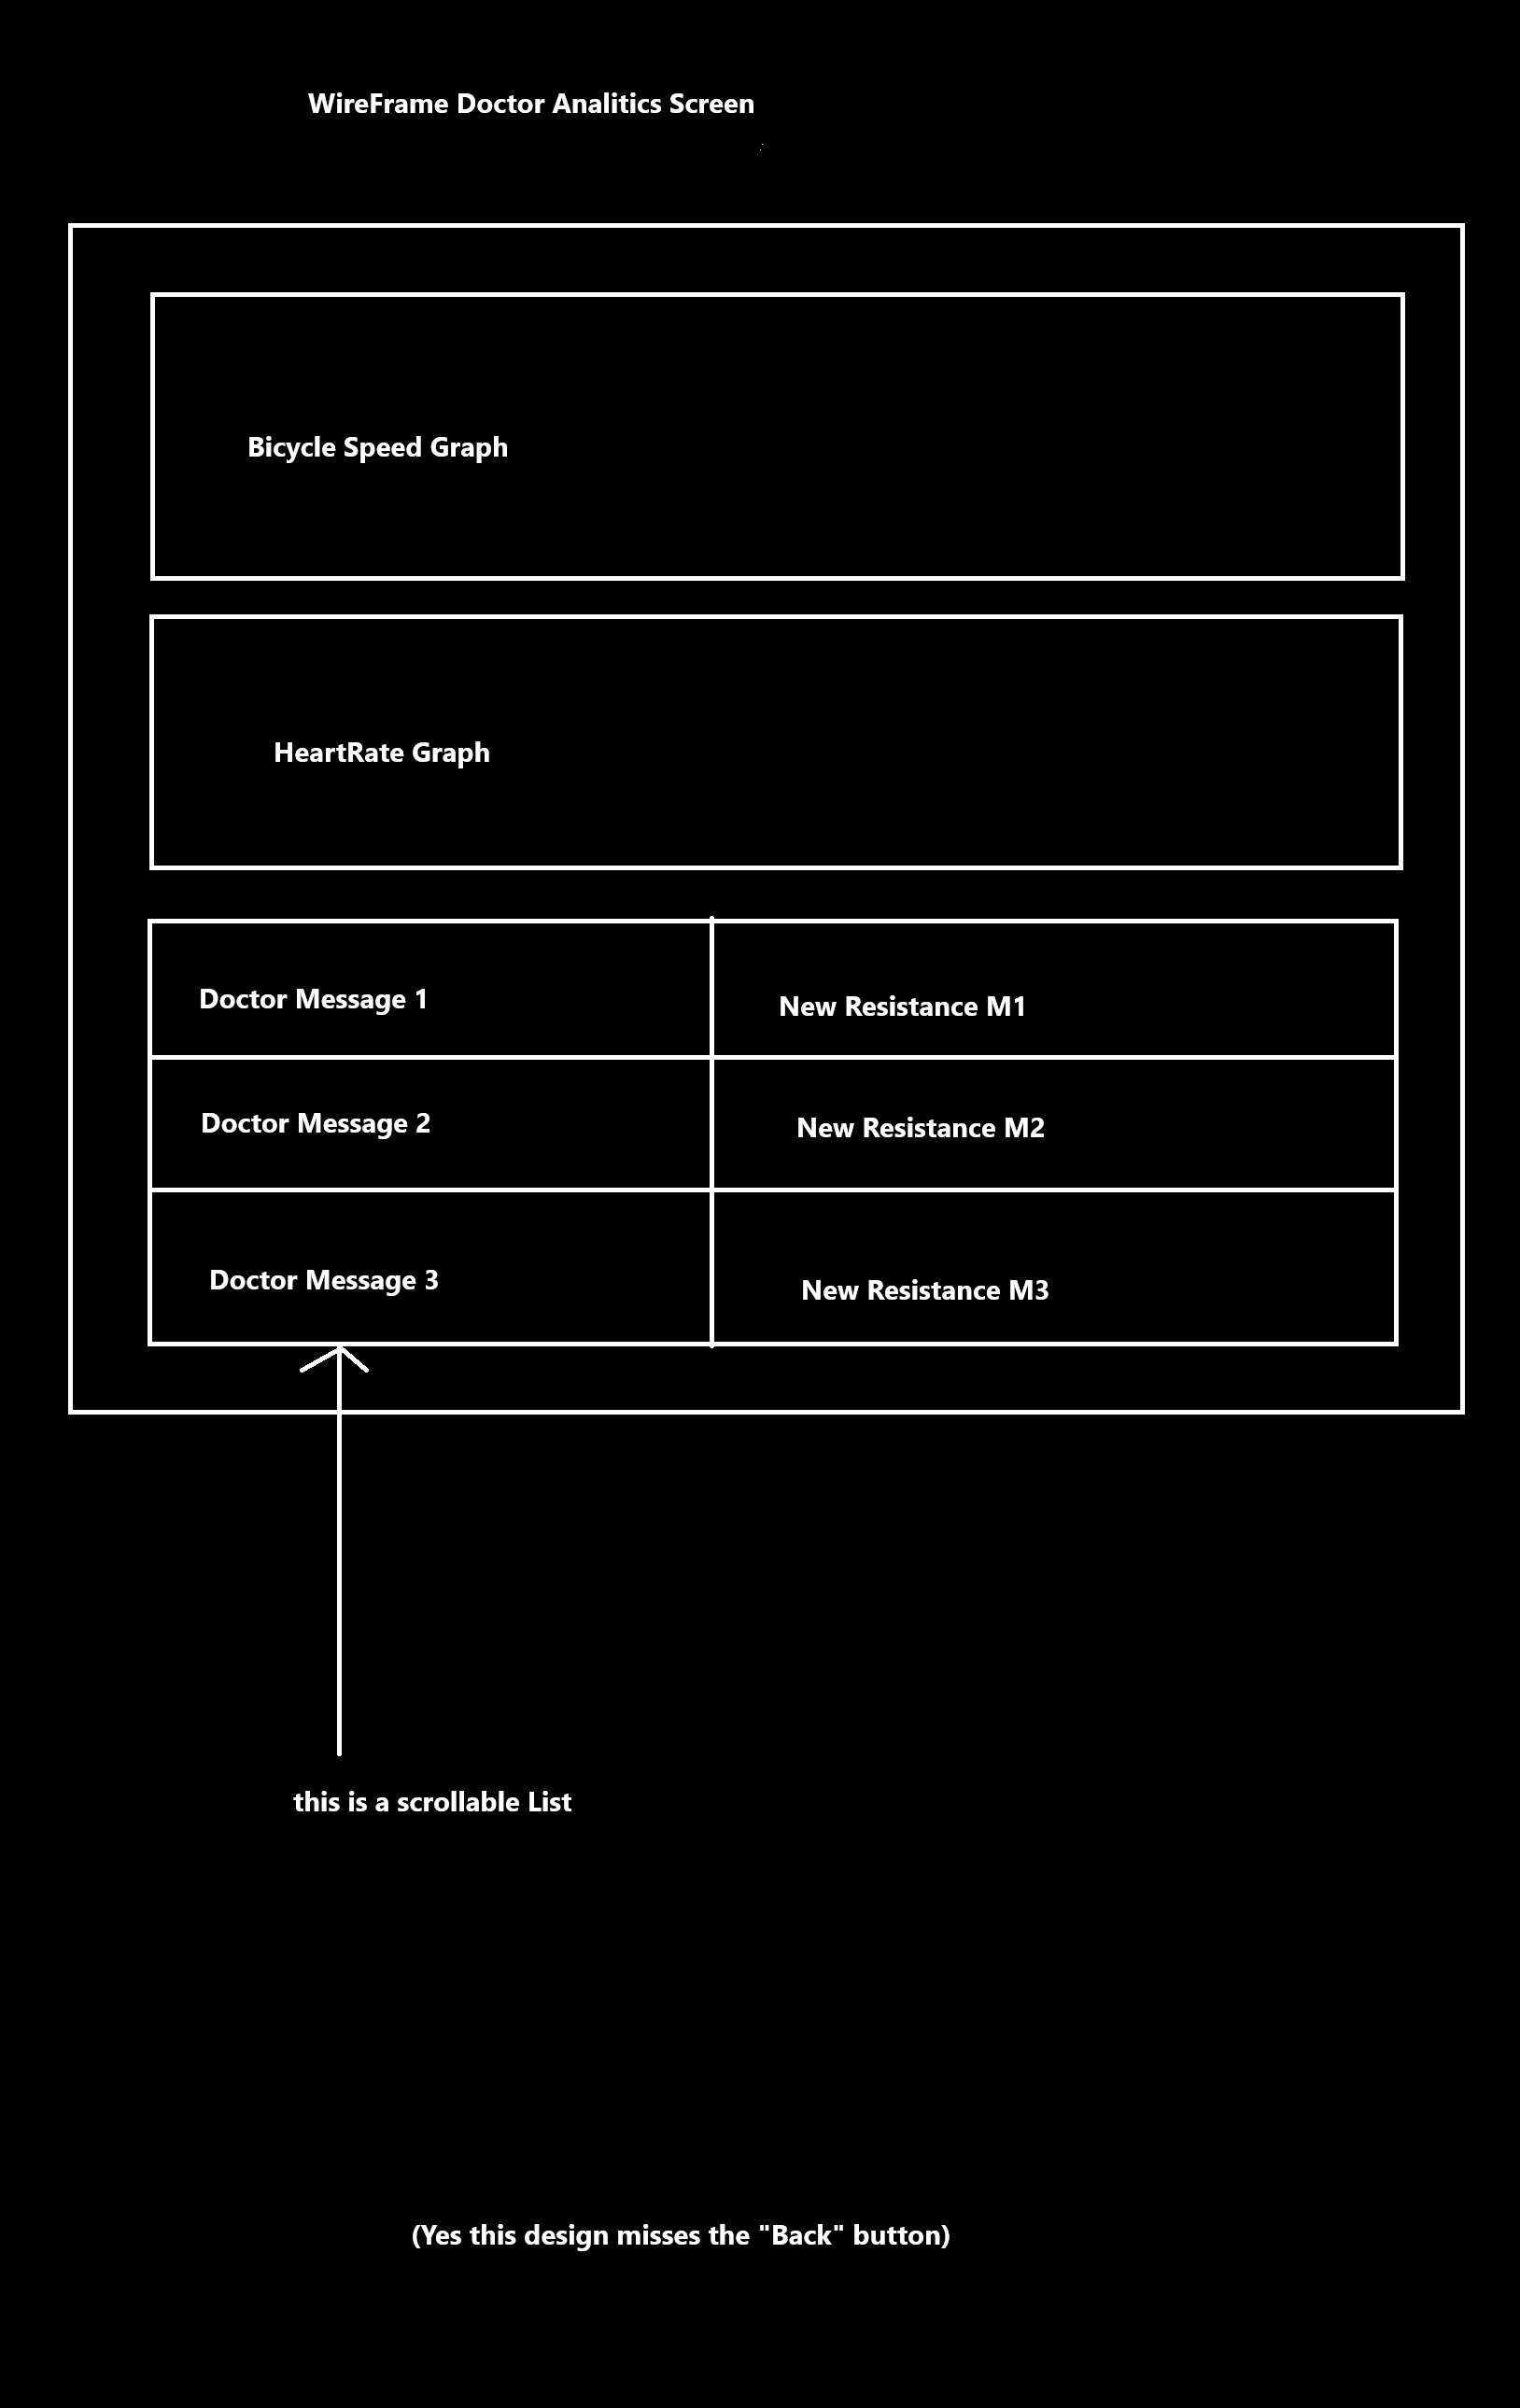 WireFrame Doctor Analitics Screen
Bicycle Speed Graph
HeartRate Graph
Doctor Message 1
New Resistance M1
Doctor Message 2
New Resistance M2
Doctor Message 3
New Resistance M3
this is a scrollable List
(Yes this design misses the "Back" button)